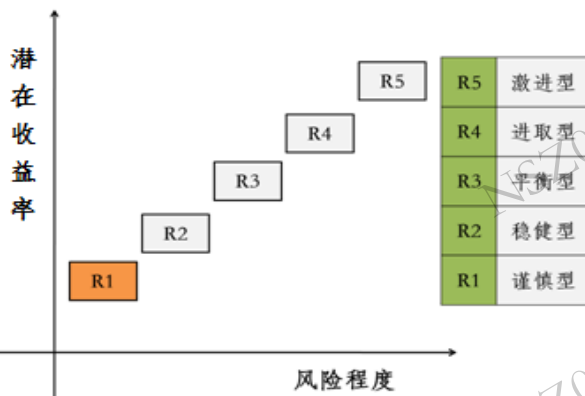 潜在收益率
R5
R4
R3
R2
R1
风险程度
R5 激进型
R4 进取型
R3 平衡型
R2 稳健型
R1 谨慎型